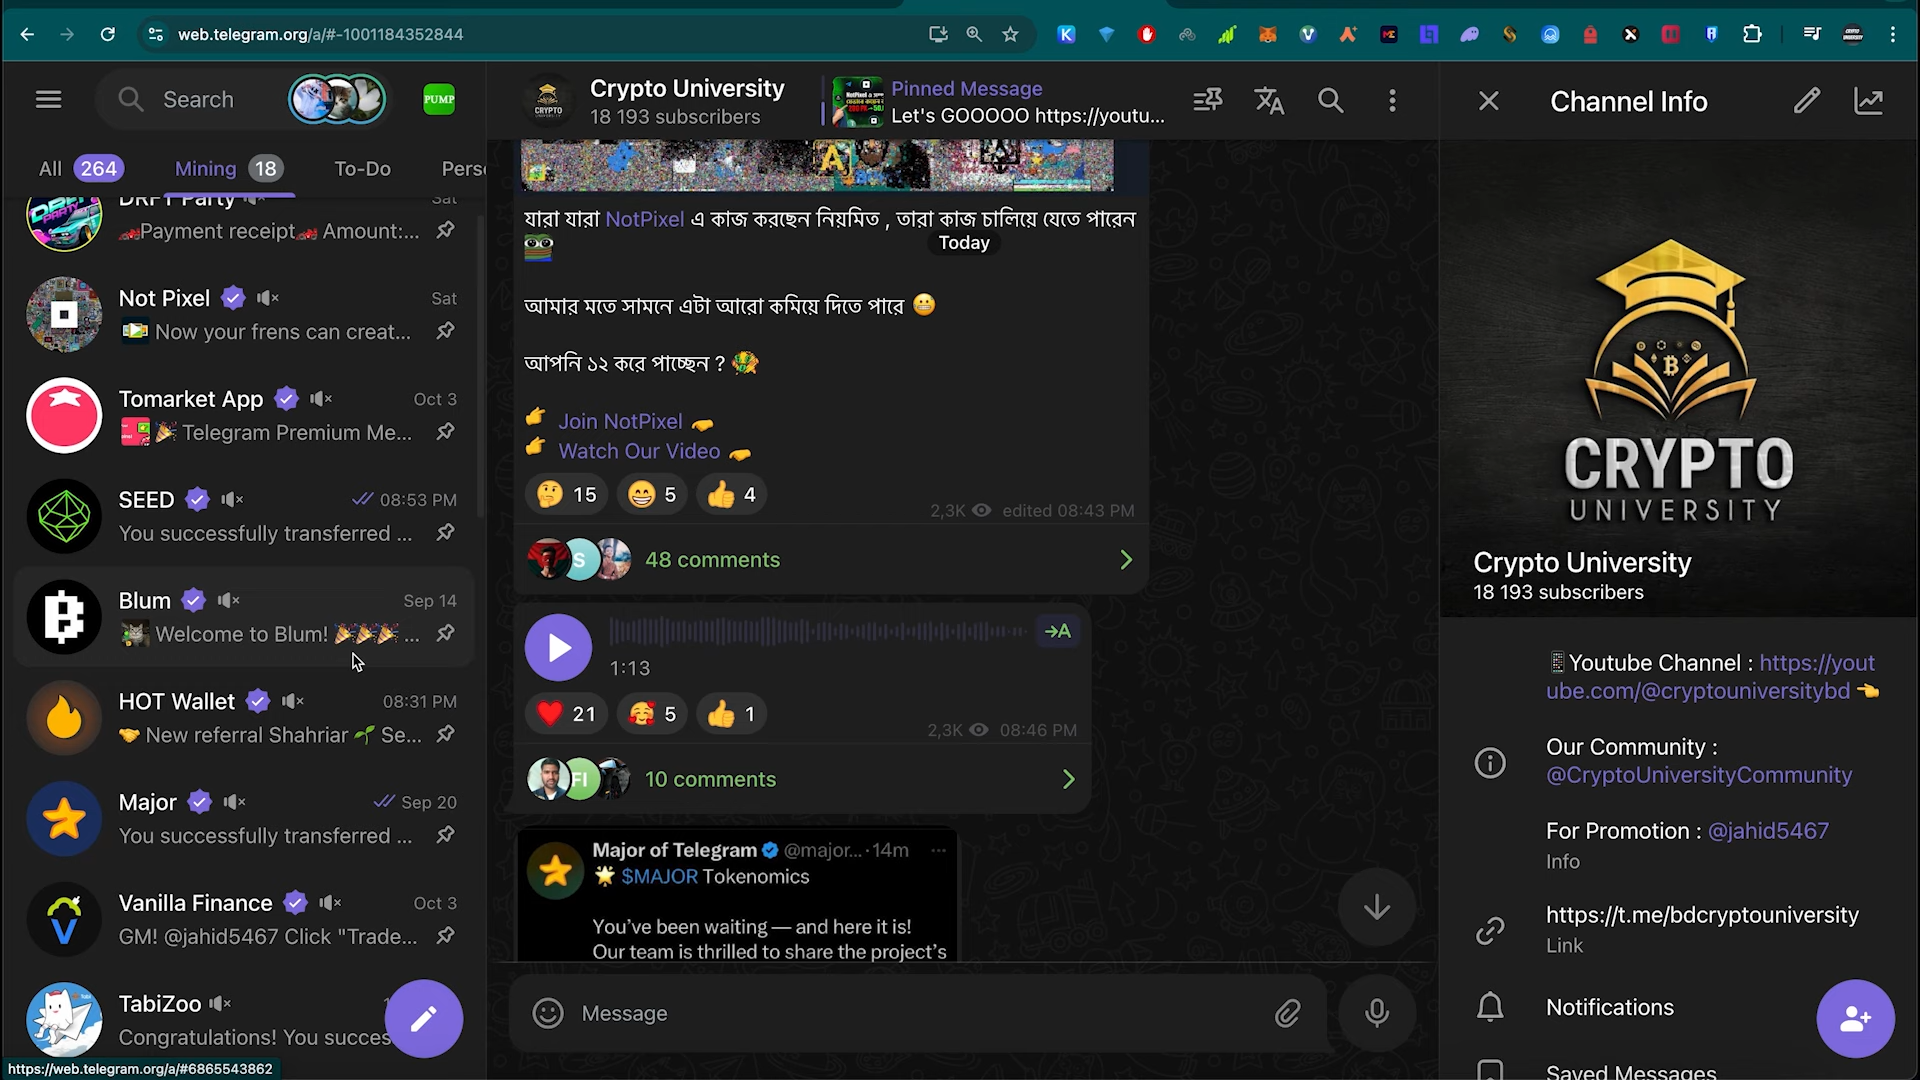 web.telegram.org/a/#-1001184352844
Search
PUMP
All 264
Mining 18
To-Do
Perso
DRFT Party
Sat
Payment receipt Amount:...
Not Pixel
Sat
Now your frens can creat...
Tomarket App
Oct 3
Telegram Premium Me...
SEED
08:53 PM
You successfully transferred ...
Blum
Sep 14
Welcome to Blum! ...
HOT Wallet
08:31 PM
New referral Shahriar Se...
Major
Sep 20
You successfully transferred ...
Vanilla Finance
Oct 3
GM! @jahid5467 Click "Trade...
TabiZoo
Congratulations! You succes
https://web.telegram.org/a/#6865543862
Crypto University
18 193 subscribers
Pinned Message
Let's GOOOOO https://youtu...
যারা যারা NotPixel এ কাজ করছেন নিয়মিত , তারা কাজ চালিয়ে যেতে পারেন
Today
আমার মতে সামনে এটা আরো কমিয়ে দিতে পারে 😬
আপনি ১২ করে পাচ্ছেন ?
👉 Join NotPixel
👉 Watch Our Video
🤔 15 😁 5 👍 4
2,3K edited 08:43 PM
48 comments
→A
1:13
❤️ 21 🥰 5 👍 1
2,3K 08:46 PM
FI
10 comments
Major of Telegram @major... · 14m ...
🌟 $MAJOR Tokenomics
You've been waiting — and here it is!
Our team is thrilled to share the project's
Message
Channel Info
CRYPTO
UNIVERSITY
Crypto University
18 193 subscribers
Youtube Channel : https://yout
ube.com/@cryptouniversitybd 👈
Our Community :
@CryptoUniversityCommunity
For Promotion : @jahid5467
Info
https://t.me/bdcryptouniversity
Link
Notifications
Saved Messages